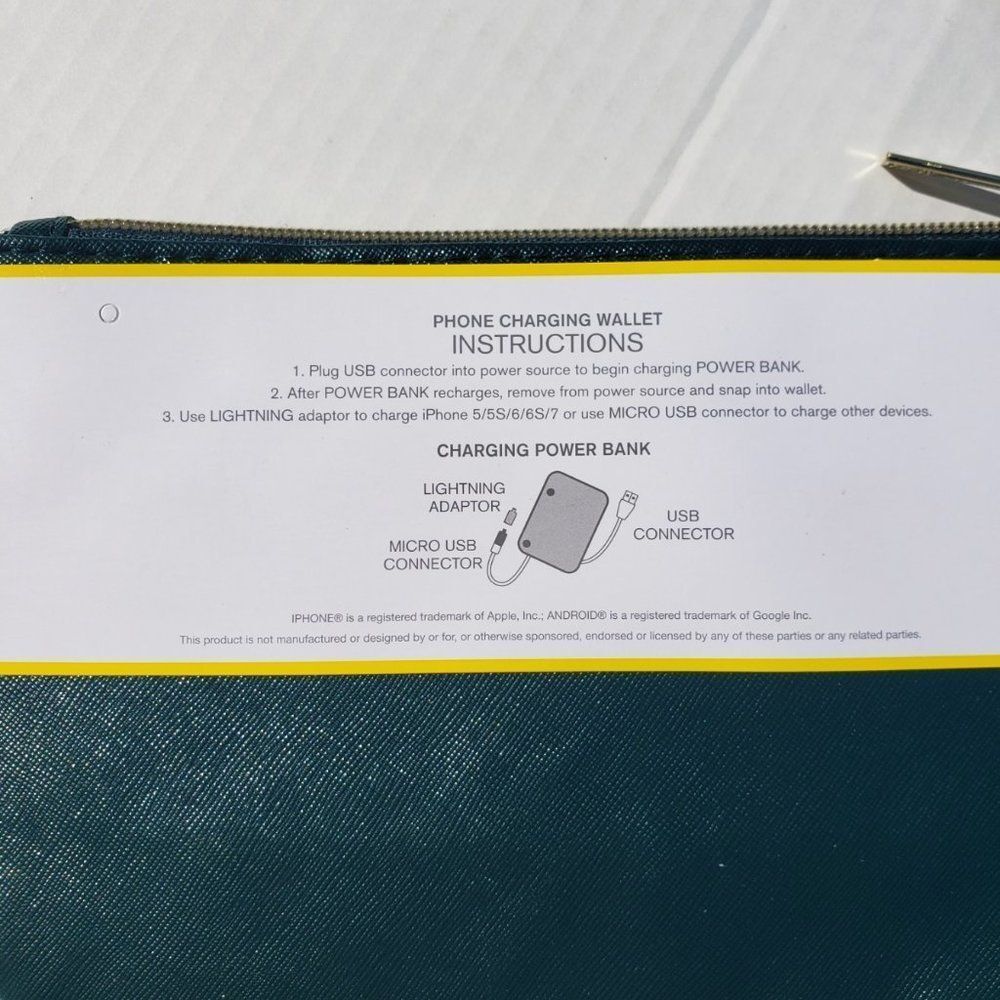 PHONE CHARGING WALLET
INSTRUCTIONS
1. Plug USB connector into power source to begin charging POWER BANK.
2. After POWER BANK recharges, remove from power source and snap into wallet.
3. Use LIGHTNING adaptor to charge iPhone 5/5S/6/6S/7 or use MICRO USB connector to charge other devices.
CHARGING POWER BANK
LIGHTNING
ADAPTOR
MICRO USB
CONNECTOR
USB
CONNECTOR
IPHONE® is a registered trademark of Apple, Inc.; ANDROID® is a registered trademark of Google Inc.
This product is not manufactured or designed by or for, or otherwise sponsored, endorsed or licensed by any of these parties or any related parties.